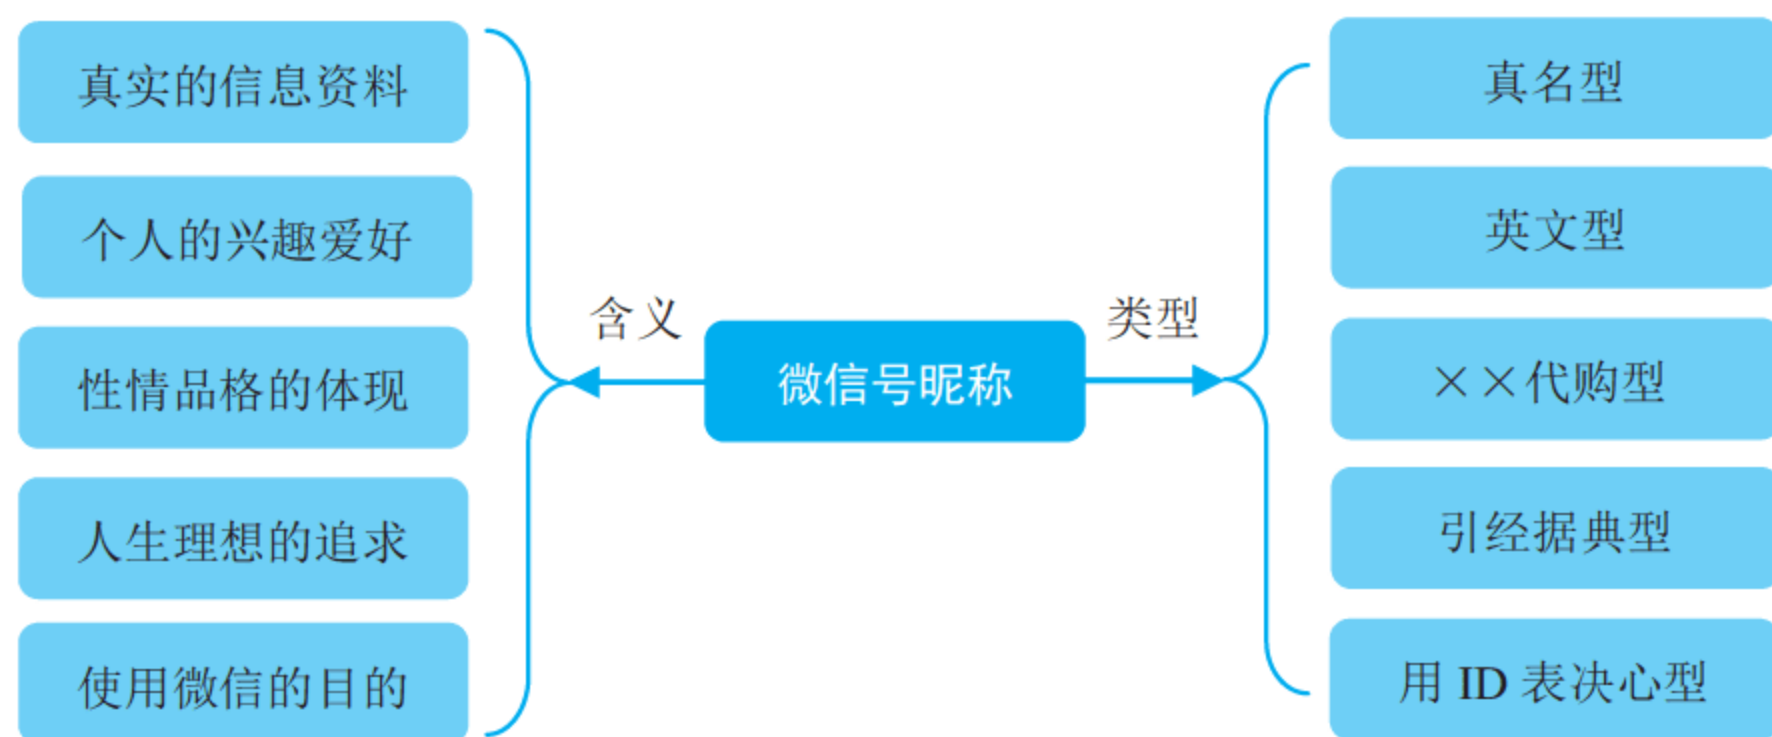 真实的信息资料
个人的兴趣爱好
性情品格的体现
人生理想的追求
使用微信的目的
含义
微信号昵称
类型
真名型
英文型
××代购型
引经据典型
用 ID 表决心型